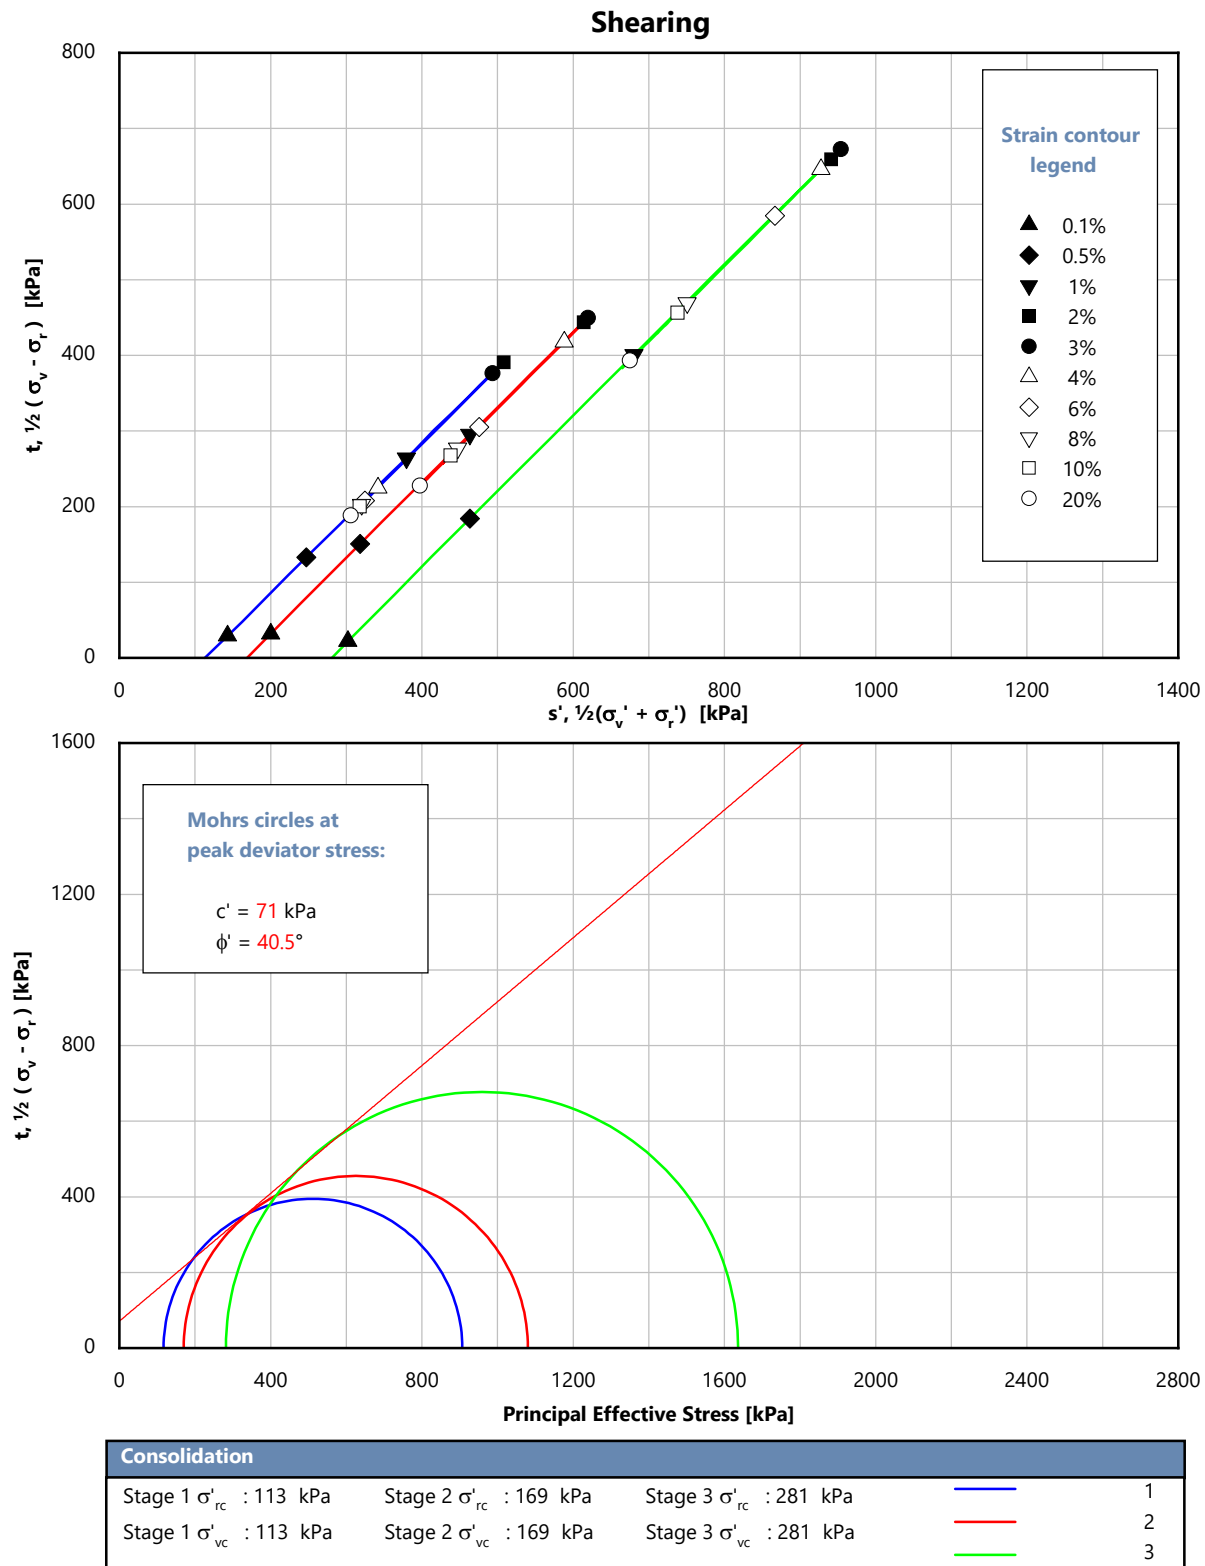 Shearing
800
600
400
200
0
t, ½ ( σv - σr ) [kPa]
Strain contour
legend
0.1%
0.5%
1%
2%
3%
4%
6%
8%
10%
20%
0 200 400 600 800 1000 1200 1400
s', ½(σv' + σr') [kPa]
1600
1200
800
400
0
t, ½ ( σv - σr ) [kPa]
Mohrs circles at
peak deviator stress:
c' = 71 kPa
ϕ' = 40.5°
0 400 800 1200 1600 2000 2400 2800
Principal Effective Stress [kPa]
Consolidation
Stage 1 σ'rc : 113 kPa Stage 2 σ'rc : 169 kPa Stage 3 σ'rc : 281 kPa 1
Stage 1 σ'vc : 113 kPa Stage 2 σ'vc : 169 kPa Stage 3 σ'vc : 281 kPa 2
3